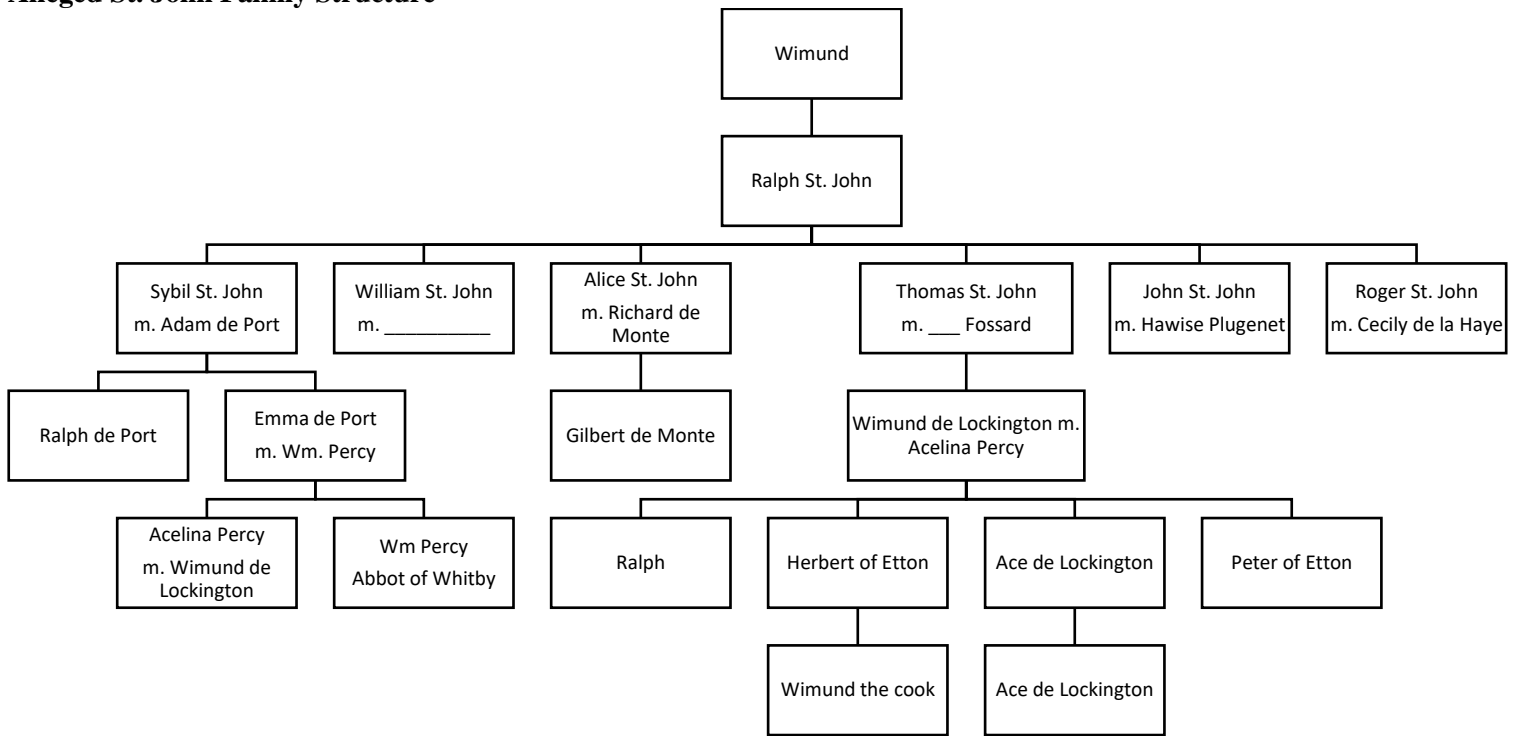 Alleged St. John Family Structure
Wimund
Ralph St. John
Sybil St. John
m. Adam de Port
William St. John
m. __________
Alice St. John
m. Richard de
Monte
Thomas St. John
m. ___ Fossard
John St. John
m. Hawise Plugenet
Roger St. John
m. Cecily de la Haye
Ralph de Port
Emma de Port
m. Wm. Percy
Gilbert de Monte
Wimund de Lockington m.
Acelina Percy
Acelina Percy
m. Wimund de
Lockington
Wm Percy
Abbot of Whitby
Ralph
Herbert of Etton
Ace de Lockington
Peter of Etton
Wimund the cook
Ace de Lockington